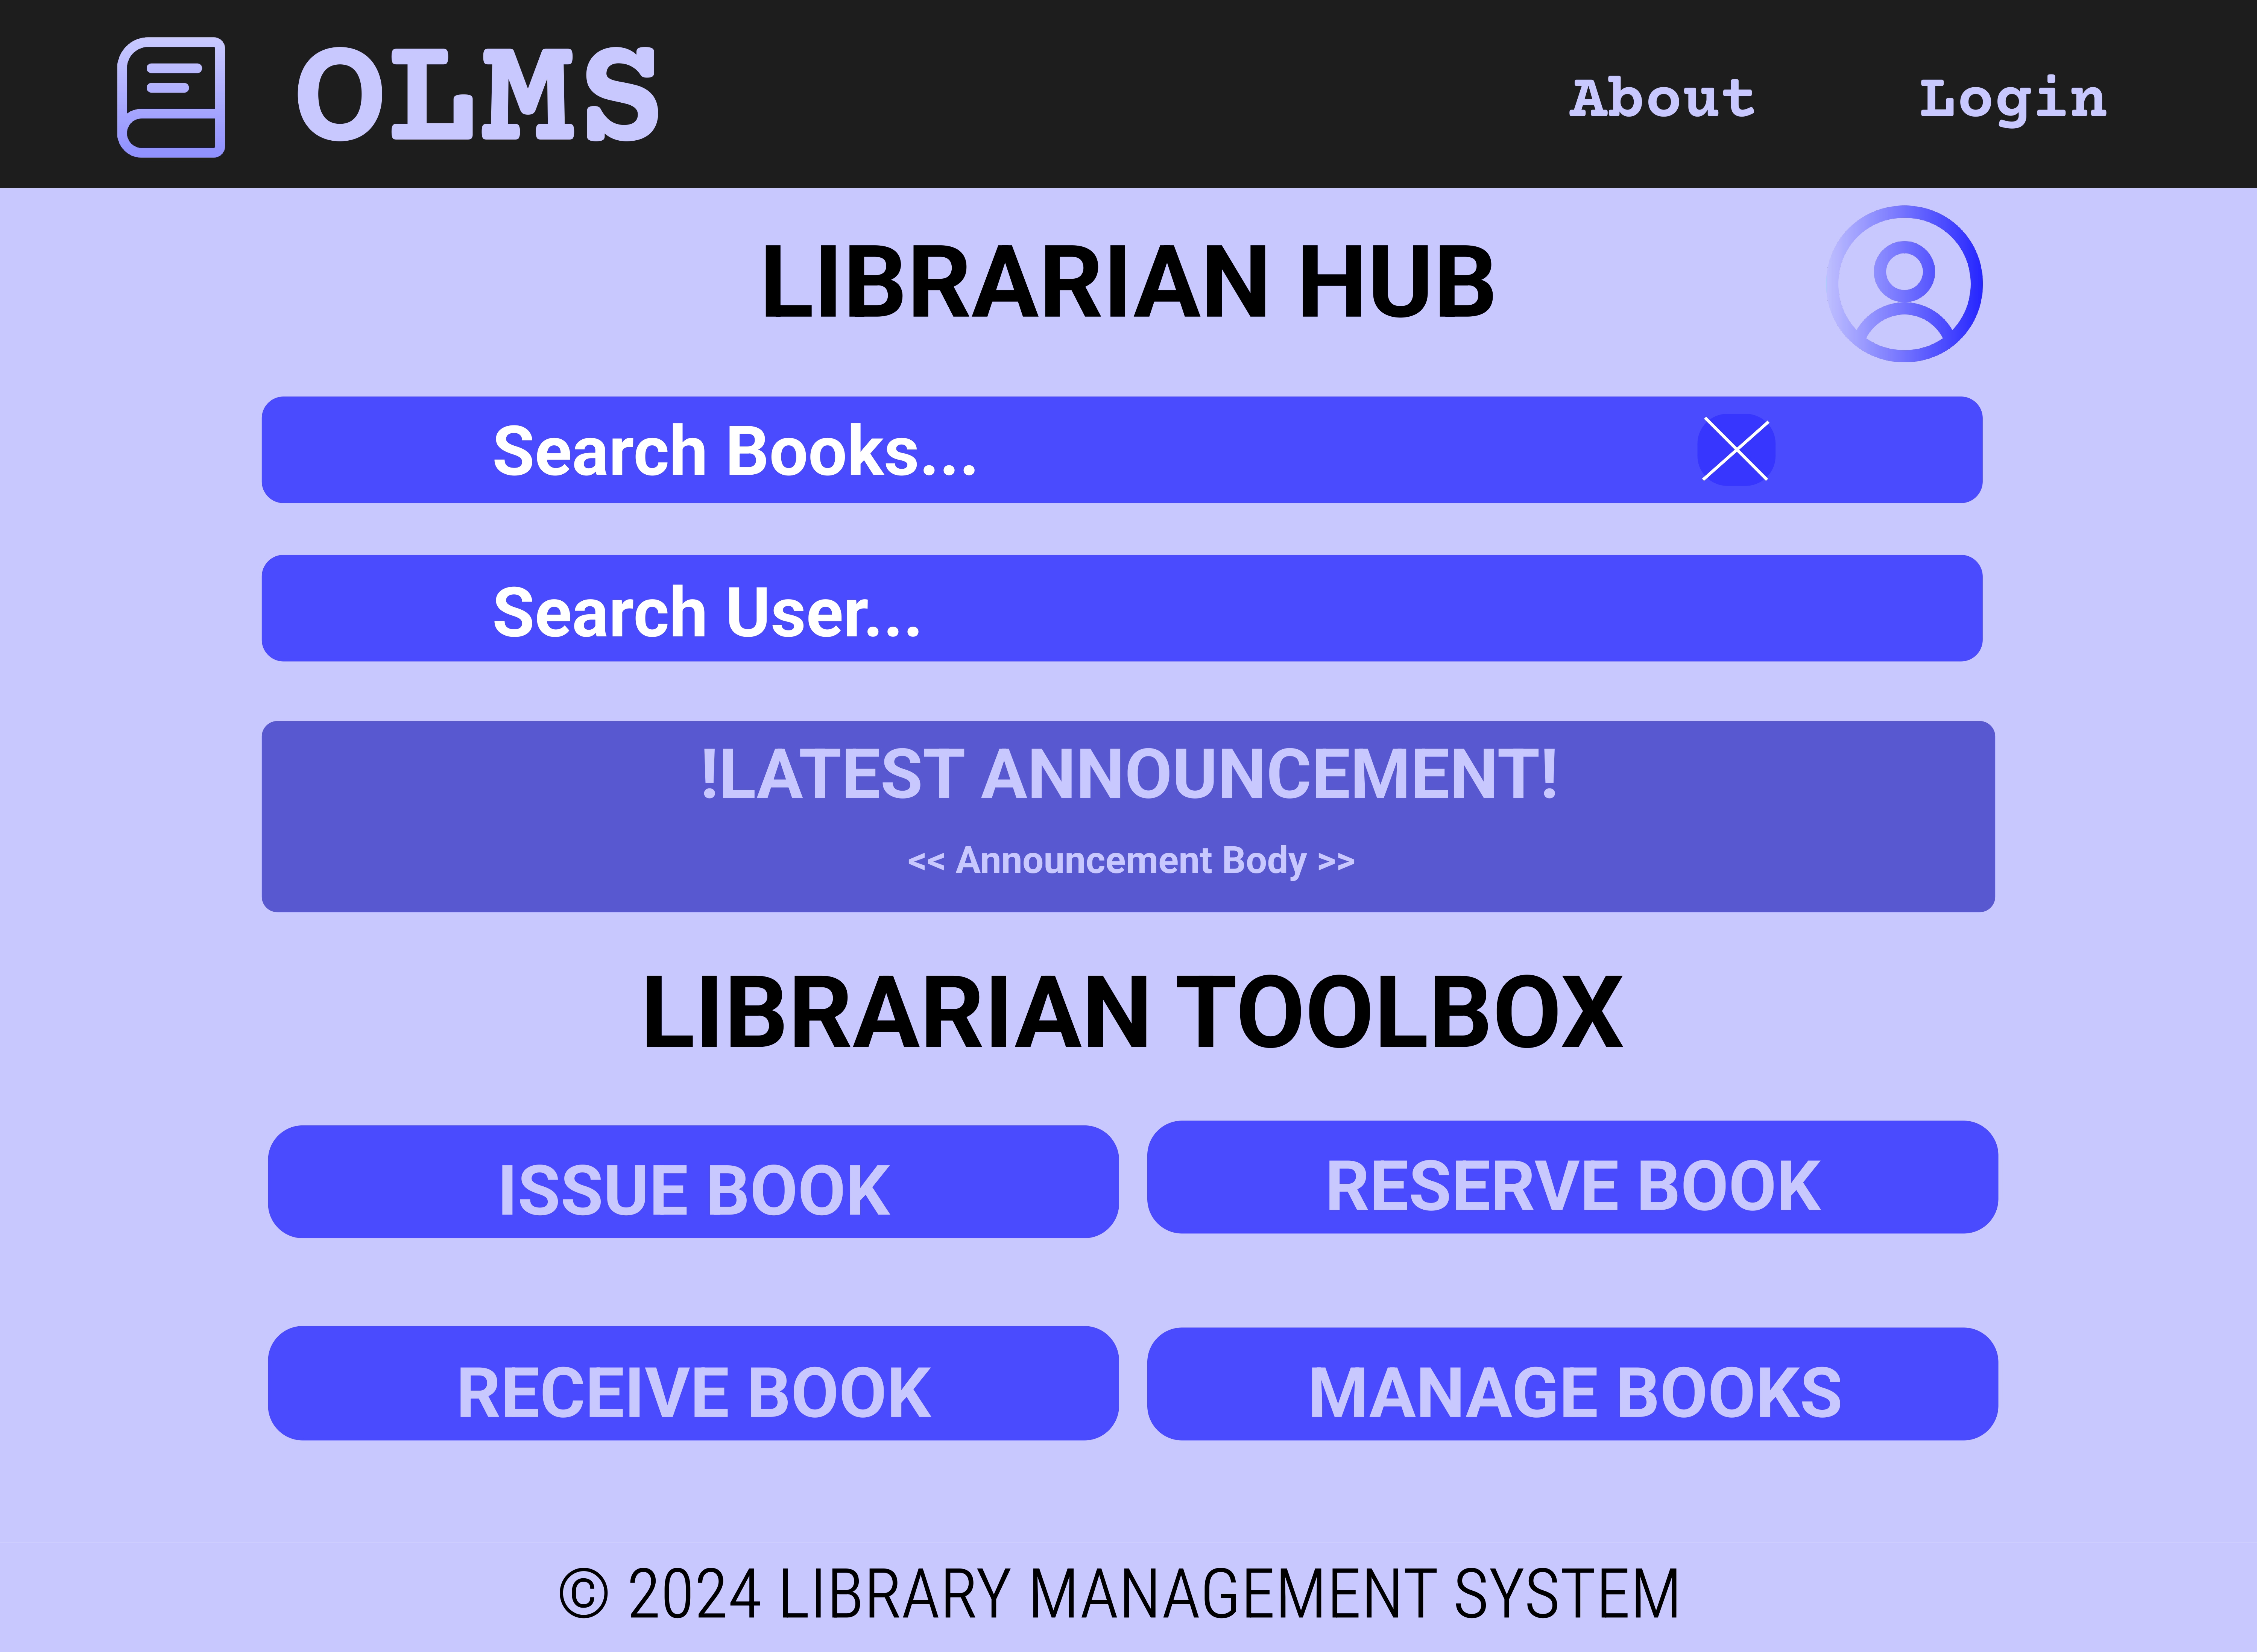 OLMS
About
Login
LIBRARIAN HUB
Search Books...
Search User...
!LATEST ANNOUNCEMENT!
<< Announcement Body >>
LIBRARIAN TOOLBOX
ISSUE BOOK
RESERVE BOOK
RECEIVE BOOK
MANAGE BOOKS
© 2024 LIBRARY MANAGEMENT SYSTEM